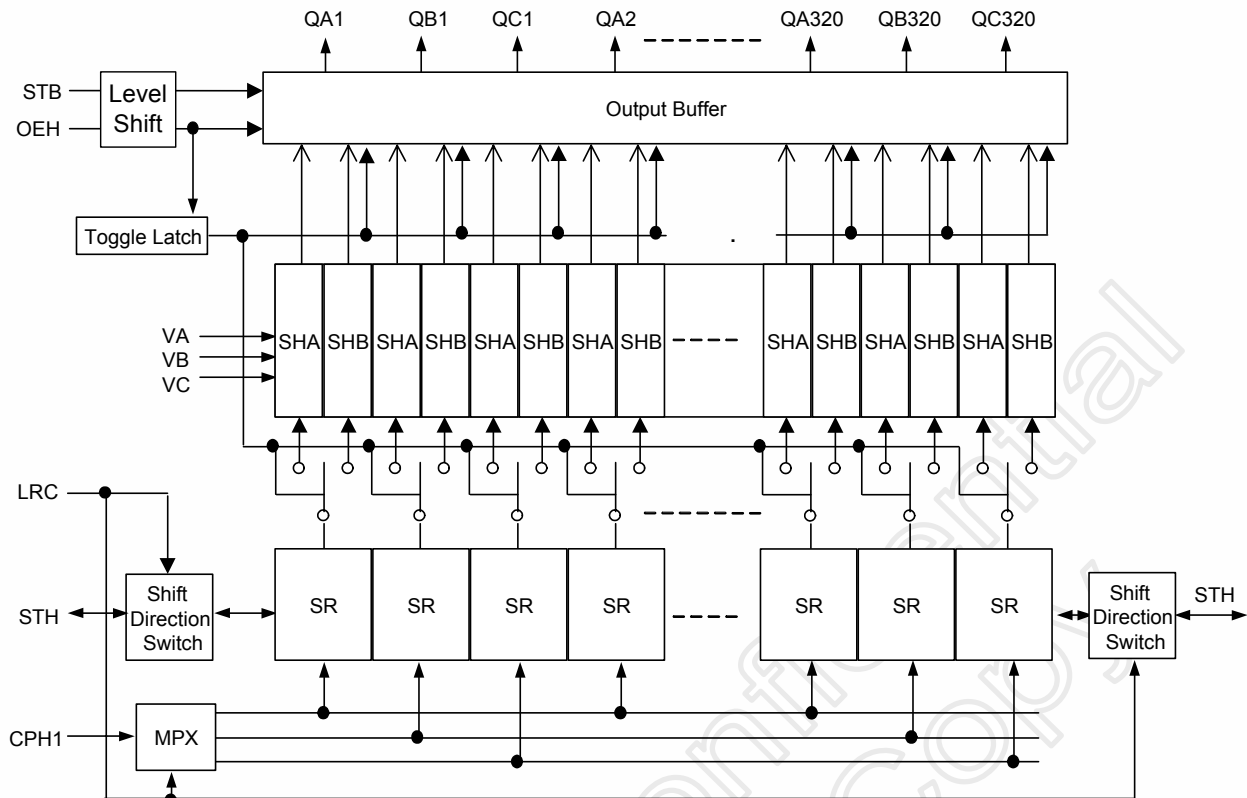 QA1 QB1 QC1 QA2 QA320 QB320 QC320
STB
OEH
Level
Shift
Output Buffer
Toggle Latch
VA
VB
VC
SHA SHB SHA SHB SHA SHB SHA SHB SHA SHB SHA SHB SHA SHB
LRC
STH
Shift
Direction
Switch
SR SR SR SR SR SR SR
Shift
Direction
Switch
STH
CPH1
MPX
Confidential
Copy